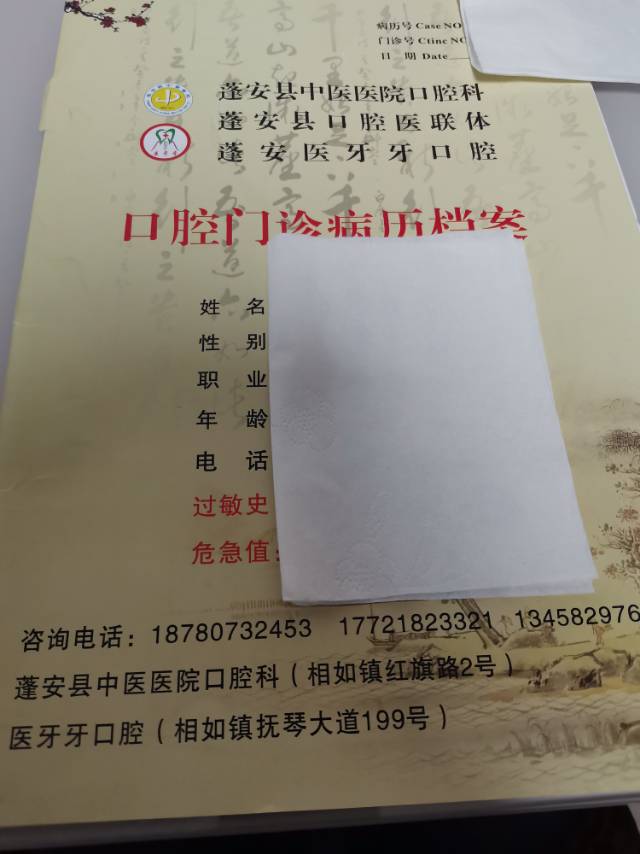 病历号 Case NO
门诊号 Ctinc NO
日 期 Date
蓬安县中医医院口腔科
蓬安县口腔医联体
蓬安医牙牙口腔
口腔门诊病历档案
姓 名
性 别
职 业
年 龄
电 话
过敏史
危急值:
咨询电话：18780732453 17721823321 134582976
蓬安县中医医院口腔科（相如镇红旗路2号）
医牙牙口腔（相如镇抚琴大道199号）